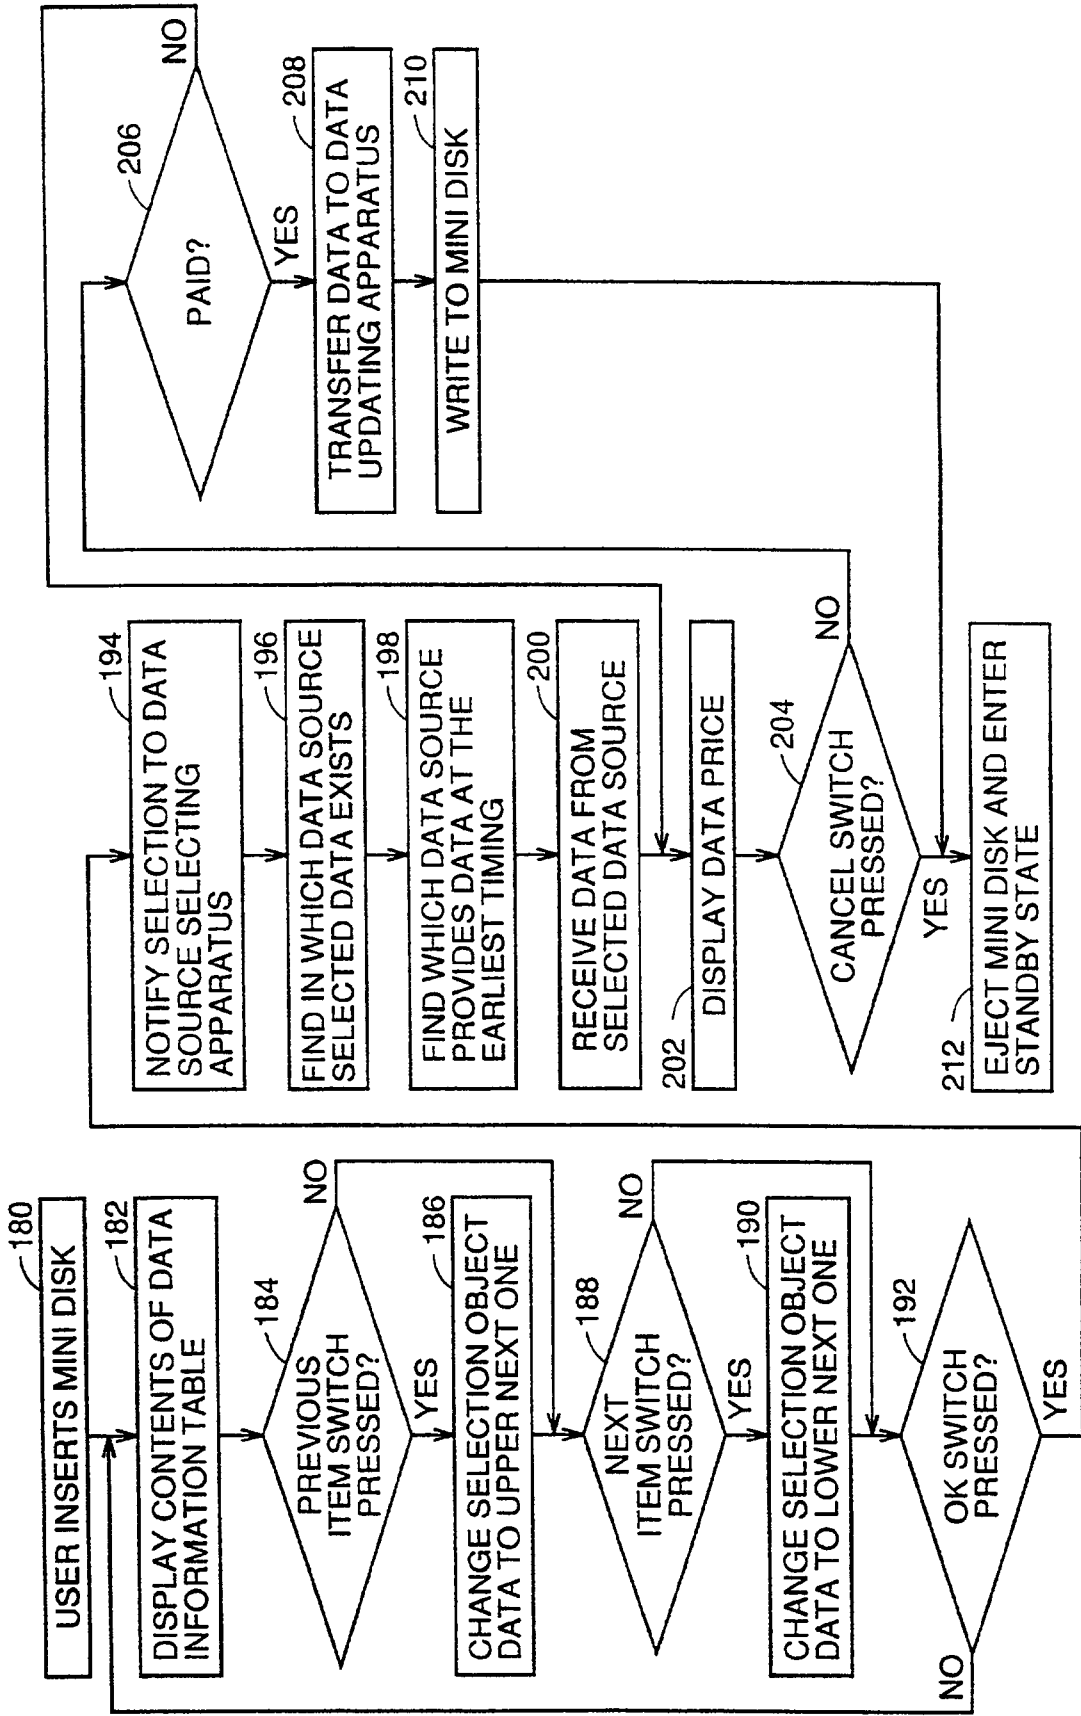 180
USER INSERTS MINI DISK
182
DISPLAY CONTENTS OF DATA
INFORMATION TABLE
184
PREVIOUS
ITEM SWITCH
PRESSED?
NO
YES
186
CHANGE SELECTION OBJECT
DATA TO UPPER NEXT ONE
188
NEXT
ITEM SWITCH
PRESSED?
NO
YES
190
CHANGE SELECTION OBJECT
DATA TO LOWER NEXT ONE
192
OK SWITCH
PRESSED?
NO
YES
194
NOTIFY SELECTION TO DATA
SOURCE SELECTING
APPARATUS
196
FIND IN WHICH DATA SOURCE
SELECTED DATA EXISTS
198
FIND WHICH DATA SOURCE
PROVIDES DATA AT THE
EARLIEST TIMING
200
RECEIVE DATA FROM
SELECTED DATA SOURCE
202
DISPLAY DATA PRICE
204
CANCEL SWITCH
PRESSED?
NO
YES
212
EJECT MINI DISK AND ENTER
STANDBY STATE
206
PAID?
NO
YES
208
TRANSFER DATA TO DATA
UPDATING APPARATUS
210
WRITE TO MINI DISK